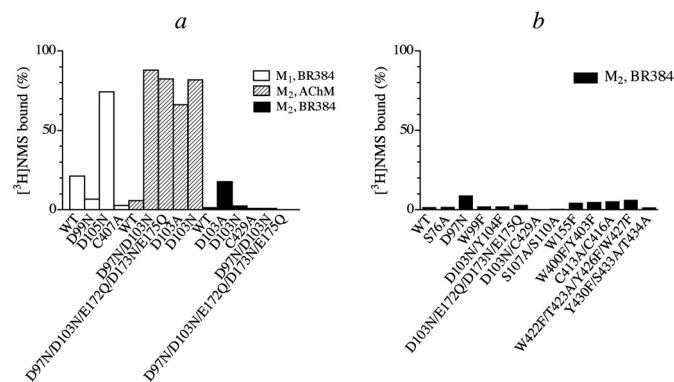 a
100
50
0
[³H]NMS bound (%)
M₁, BR384
M₂, AChM
M₂, BR384
WT
D99N
D105N
C407A
WT
D97N/D103N
D97N/D103N/E172Q/D173N/E175Q
D103A
D103N
WT
D103A
D103N
C429A
D97N/D103N
D97N/D103N/E172Q/D173N/E175Q
b
100
50
0
[³H]NMS bound (%)
M₂, BR384
WT
S76A
D97N
W99F
D103N/Y104F
D103N/E172Q/D173N/E175Q
D103N/C429A
S107A/S110A
W155F
W400F/Y403F
C413A/C416A
W422F/T423A/Y426F/W427F
Y430F/S433A/T434A